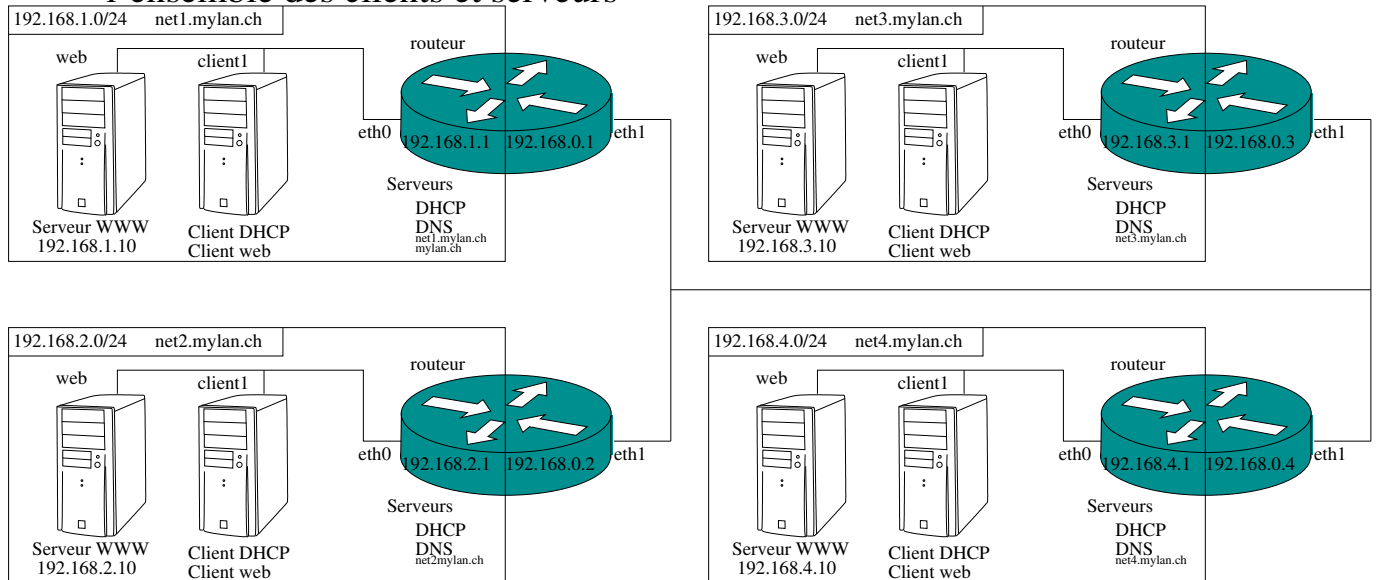 l'ensemble des clients et serveurs
192.168.1.0/24 net1.mylan.ch
web
client1
routeur
eth0
192.168.1.1
192.168.0.1
eth1
Serveurs
DHCP
DNS
net1.mylan.ch
mylan.ch
Serveur WWW
192.168.1.10
Client DHCP
Client web
192.168.3.0/24 net3.mylan.ch
web
client1
routeur
eth0
192.168.3.1
192.168.0.3
eth1
Serveurs
DHCP
DNS
net3.mylan.ch
Serveur WWW
192.168.3.10
Client DHCP
Client web
192.168.2.0/24 net2.mylan.ch
web
client1
routeur
eth0
192.168.2.1
192.168.0.2
eth1
Serveurs
DHCP
DNS
net2mylan.ch
Serveur WWW
192.168.2.10
Client DHCP
Client web
192.168.4.0/24 net4.mylan.ch
web
client1
routeur
eth0
192.168.4.1
192.168.0.4
eth1
Serveurs
DHCP
DNS
net4.mylan.ch
Serveur WWW
192.168.4.10
Client DHCP
Client web